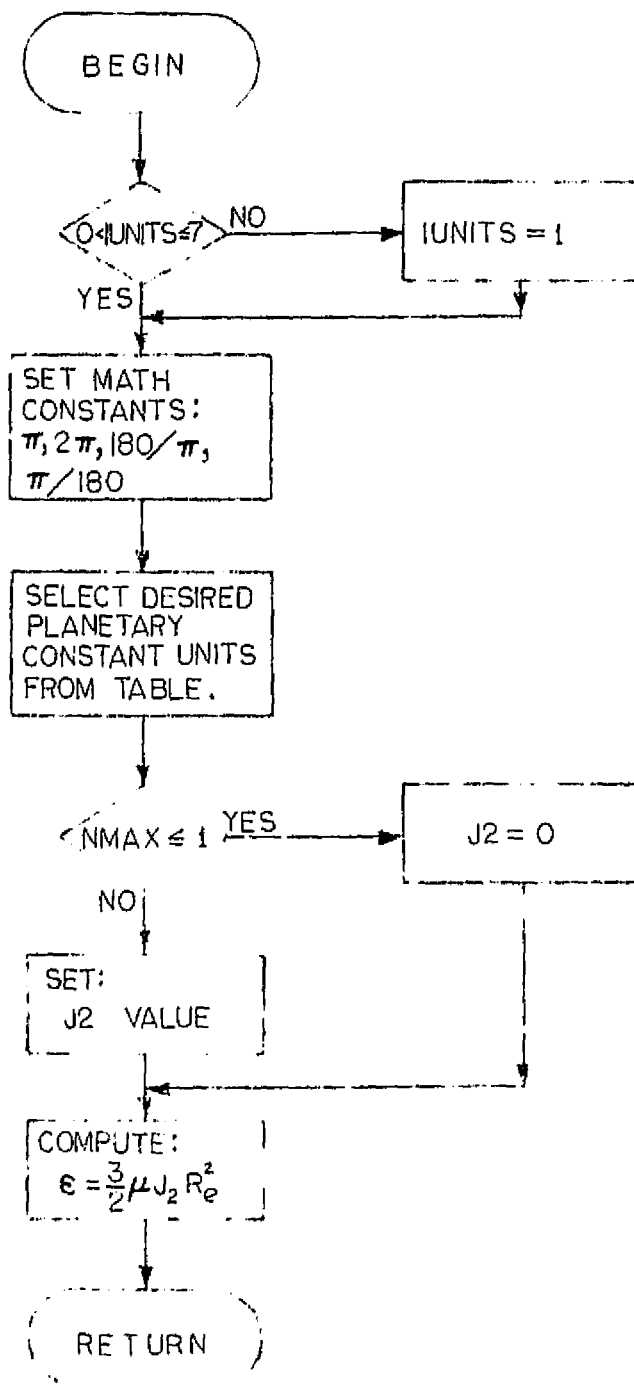 BEGIN
0<IUNITS≤7
NO
IUNITS = 1
YES
SET MATH
CONSTANTS:
π, 2π, 180/π,
π/180
SELECT DESIRED
PLANETARY
CONSTANT UNITS
FROM TABLE.
NMAX ≤ 1
YES
J2 = 0
NO
SET:
J2 VALUE
COMPUTE:
ε = 3/2 μ J₂ R²ₑ
RETURN